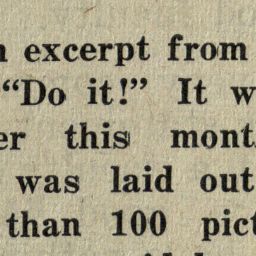 n excerpt from
“Do it!” It w
er this mont
was laid out
than 100 pict